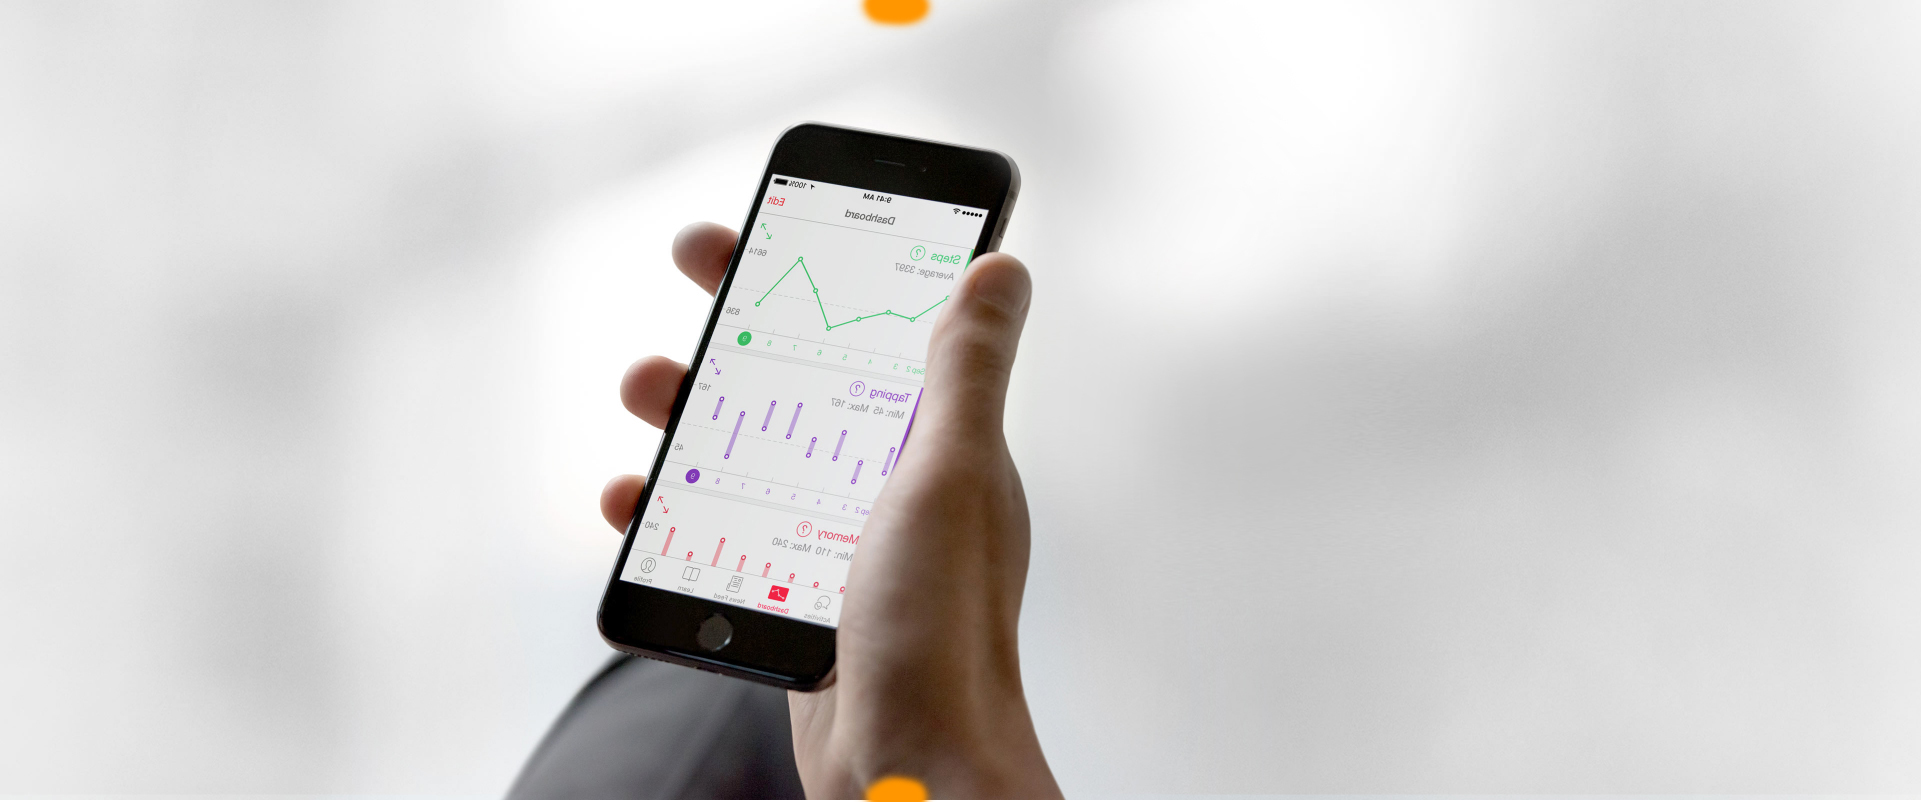 9:41 AM
100%
Dashboard
Edit
Steps ?
Average: 3397
6614
836
Sep 2 3 4 5 6 7 8 9
Tapping ?
Min: 45 Max: 167
167
45
Sep 2 3 4 5 6 7 8 9
Memory ?
Min: 110 Max: 240
240
Activities
Dashboard
News Feed
Learn
Profile